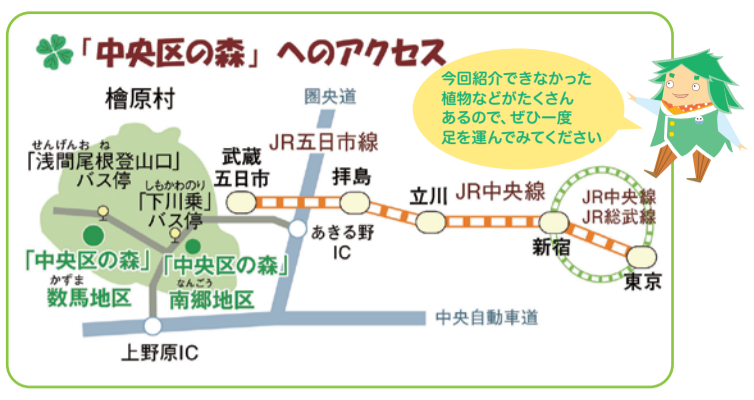 「中央区の森」へのアクセス
今回紹介できなかった
植物などがたくさん
あるので、ぜひ一度
足を運んでみてください
檜原村
圏央道
せんげんおね
「浅間尾根登山口」
バス停
しもかわのり
「下川乗」
バス停
武蔵
五日市
JR五日市線
拝島
立川
JR中央線
JR中央線
JR総武線
新宿
東京
あきる野
IC
「中央区の森」
かずま
数馬地区
「中央区の森」
なんごう
南郷地区
上野原IC
中央自動車道